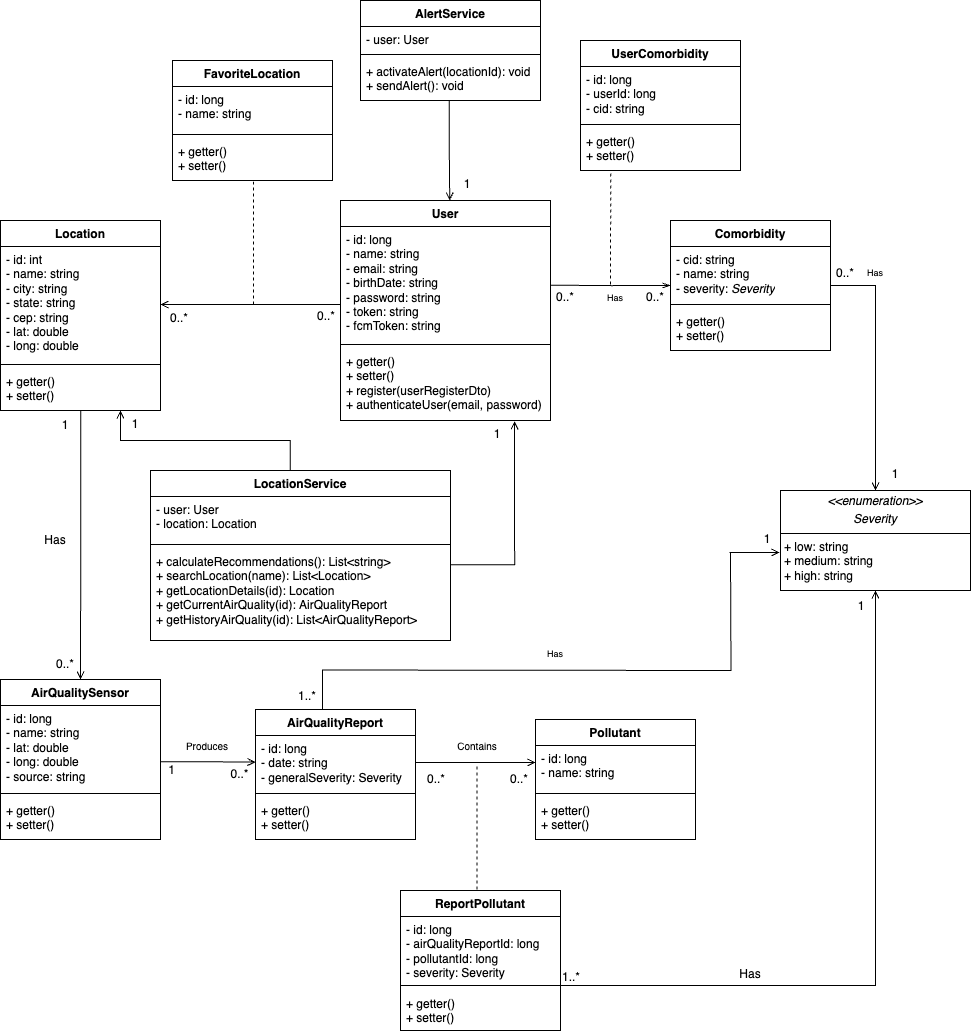 AlertService
- user: User
+ activateAlert(locationId): void
+ sendAlert(): void
UserComorbidity
- id: long
- userId: long
- cid: string
+ getter()
+ setter()
FavoriteLocation
- id: long
- name: string
+ getter()
+ setter()
1
User
- id: long
- name: string
- email: string
- birthDate: string
- password: string
- token: string
- fcmToken: string
+ getter()
+ setter()
+ register(userRegisterDto)
+ authenticateUser(email, password)
Location
- id: int
- name: string
- city: string
- state: string
- cep: string
- lat: double
- long: double
+ getter()
+ setter()
0..*
0..*
0..*
Has
0..*
Comorbidity
- cid: string
- name: string
- severity: Severity
+ getter()
+ setter()
0..*
Has
1
1
1
1
LocationService
- user: User
- location: Location
+ calculateRecommendations(): List<string>
+ searchLocation(name): List<Location>
+ getLocationDetails(id): Location
+ getCurrentAirQuality(id): AirQualityReport
+ getHistoryAirQuality(id): List<AirQualityReport>
<<enumeration>>
Severity
+ low: string
+ medium: string
+ high: string
1
1
Has
0..*
Has
1..*
AirQualitySensor
- id: long
- name: string
- lat: double
- long: double
- source: string
+ getter()
+ setter()
Produces
1
0..*
AirQualityReport
- id: long
- date: string
- generalSeverity: Severity
+ getter()
+ setter()
Contains
0..*
0..*
Pollutant
- id: long
- name: string
+ getter()
+ setter()
ReportPollutant
- id: long
- airQualityReportId: long
- pollutantId: long
- severity: Severity
+ getter()
+ setter()
1..*
Has